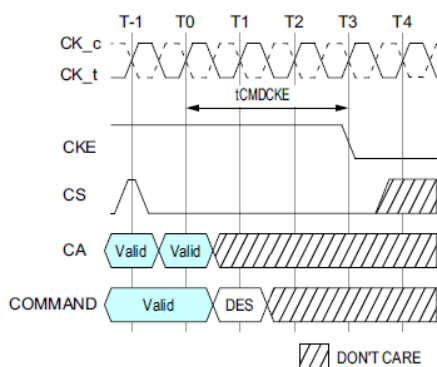 T-1 T0 T1 T2 T3 T4
CK_c
CK_t
tCMDCKE
CKE
CS
CA Valid Valid
COMMAND Valid DES
DON'T CARE